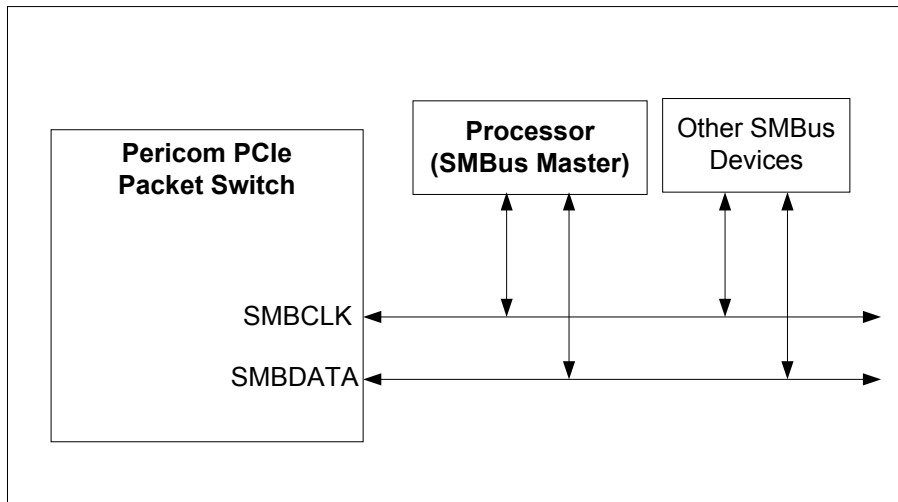 Pericom PCIe
Packet Switch
Processor
(SMBus Master)
Other SMBus
Devices
SMBCLK
SMBDATA